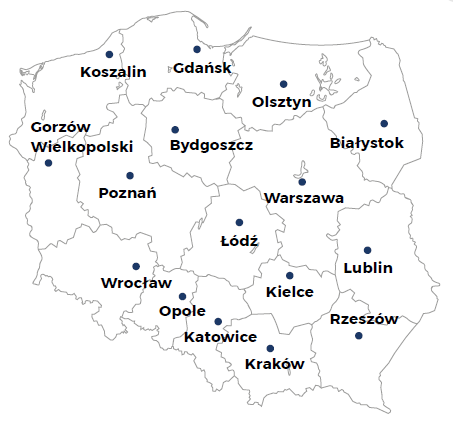 Gdańsk
Koszalin
Olsztyn
Gorzów
Wielkopolski
Bydgoszcz
Białystok
Poznań
Warszawa
Łódź
Lublin
Wrocław
Kielce
Opole
Rzeszów
Katowice
Kraków